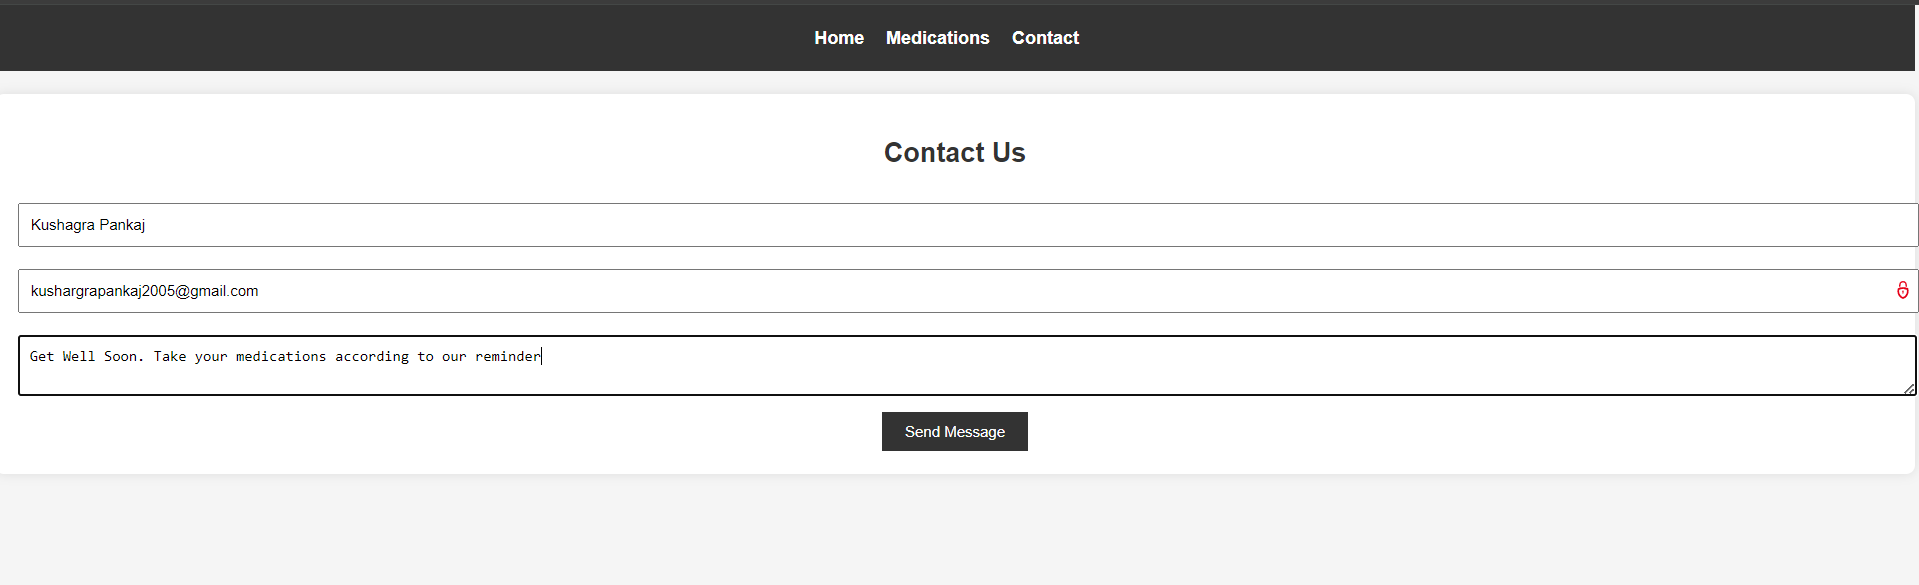 Home Medications Contact
Contact Us
Kushagra Pankaj
kushargrapankaj2005@gmail.com
Get Well Soon. Take your medications according to our reminder
Send Message